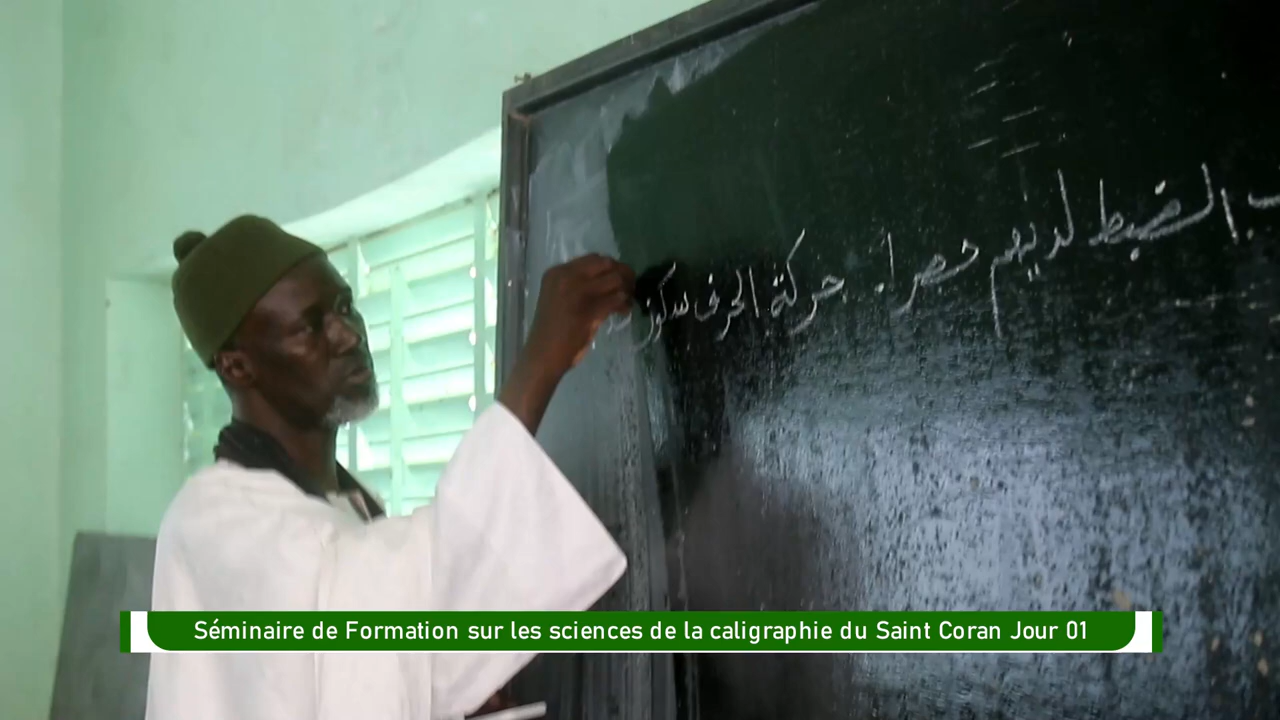 الضبط لديهم حصرا. حركة الحرف سكون
Séminaire de Formation sur les sciences de la caligraphie du Saint Coran Jour 01